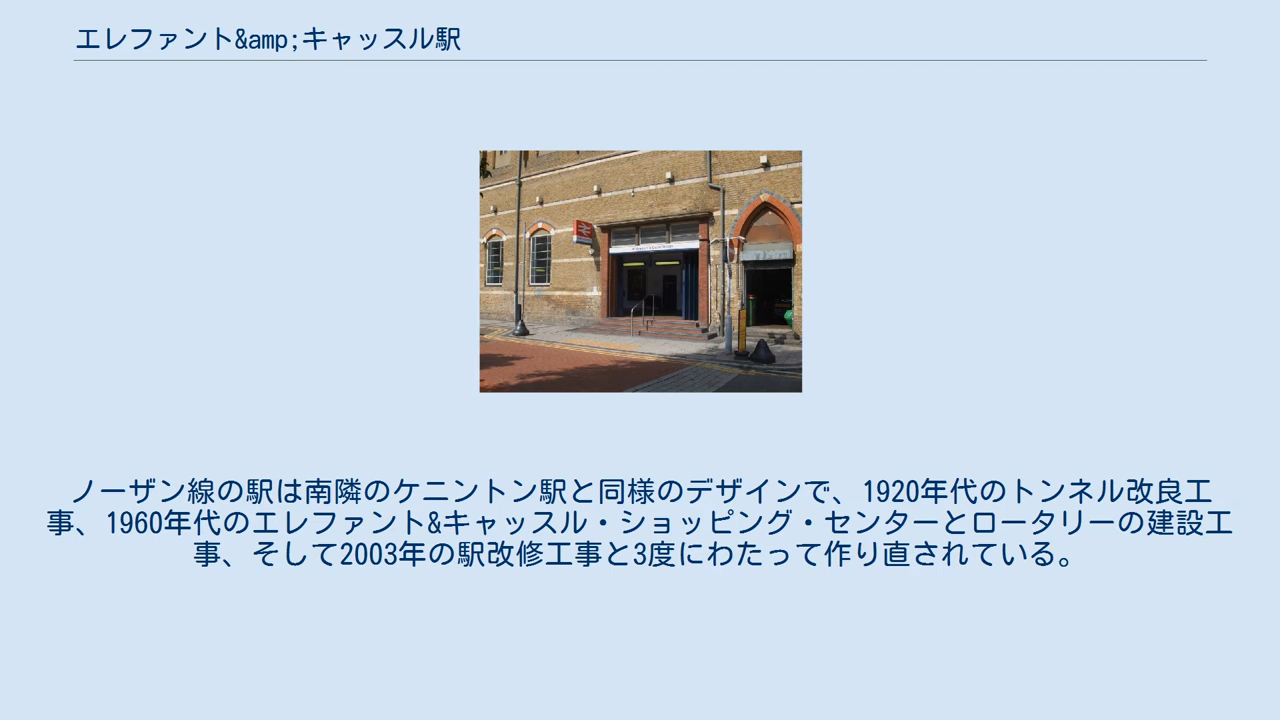 エレファント&amp;キャッスル駅
ノーザン線の駅は南隣のケニントン駅と同様のデザインで、1920年代のトンネル改良工
事、1960年代のエレファント&キャッスル・ショッピング・センターとロータリーの建設工
事、そして2003年の駅改修工事と3度にわたって作り直されている。